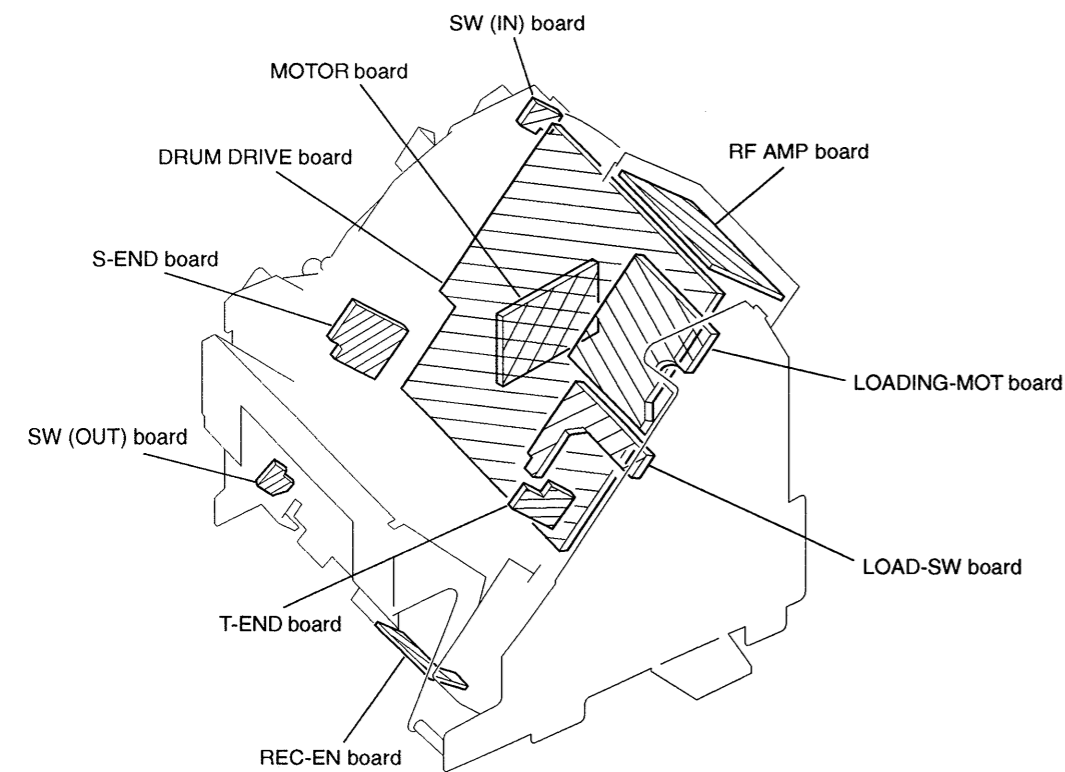 SW (IN) board
MOTOR board
DRUM DRIVE board
RF AMP board
S-END board
LOADING-MOT board
SW (OUT) board
LOAD-SW board
T-END board
REC-EN board